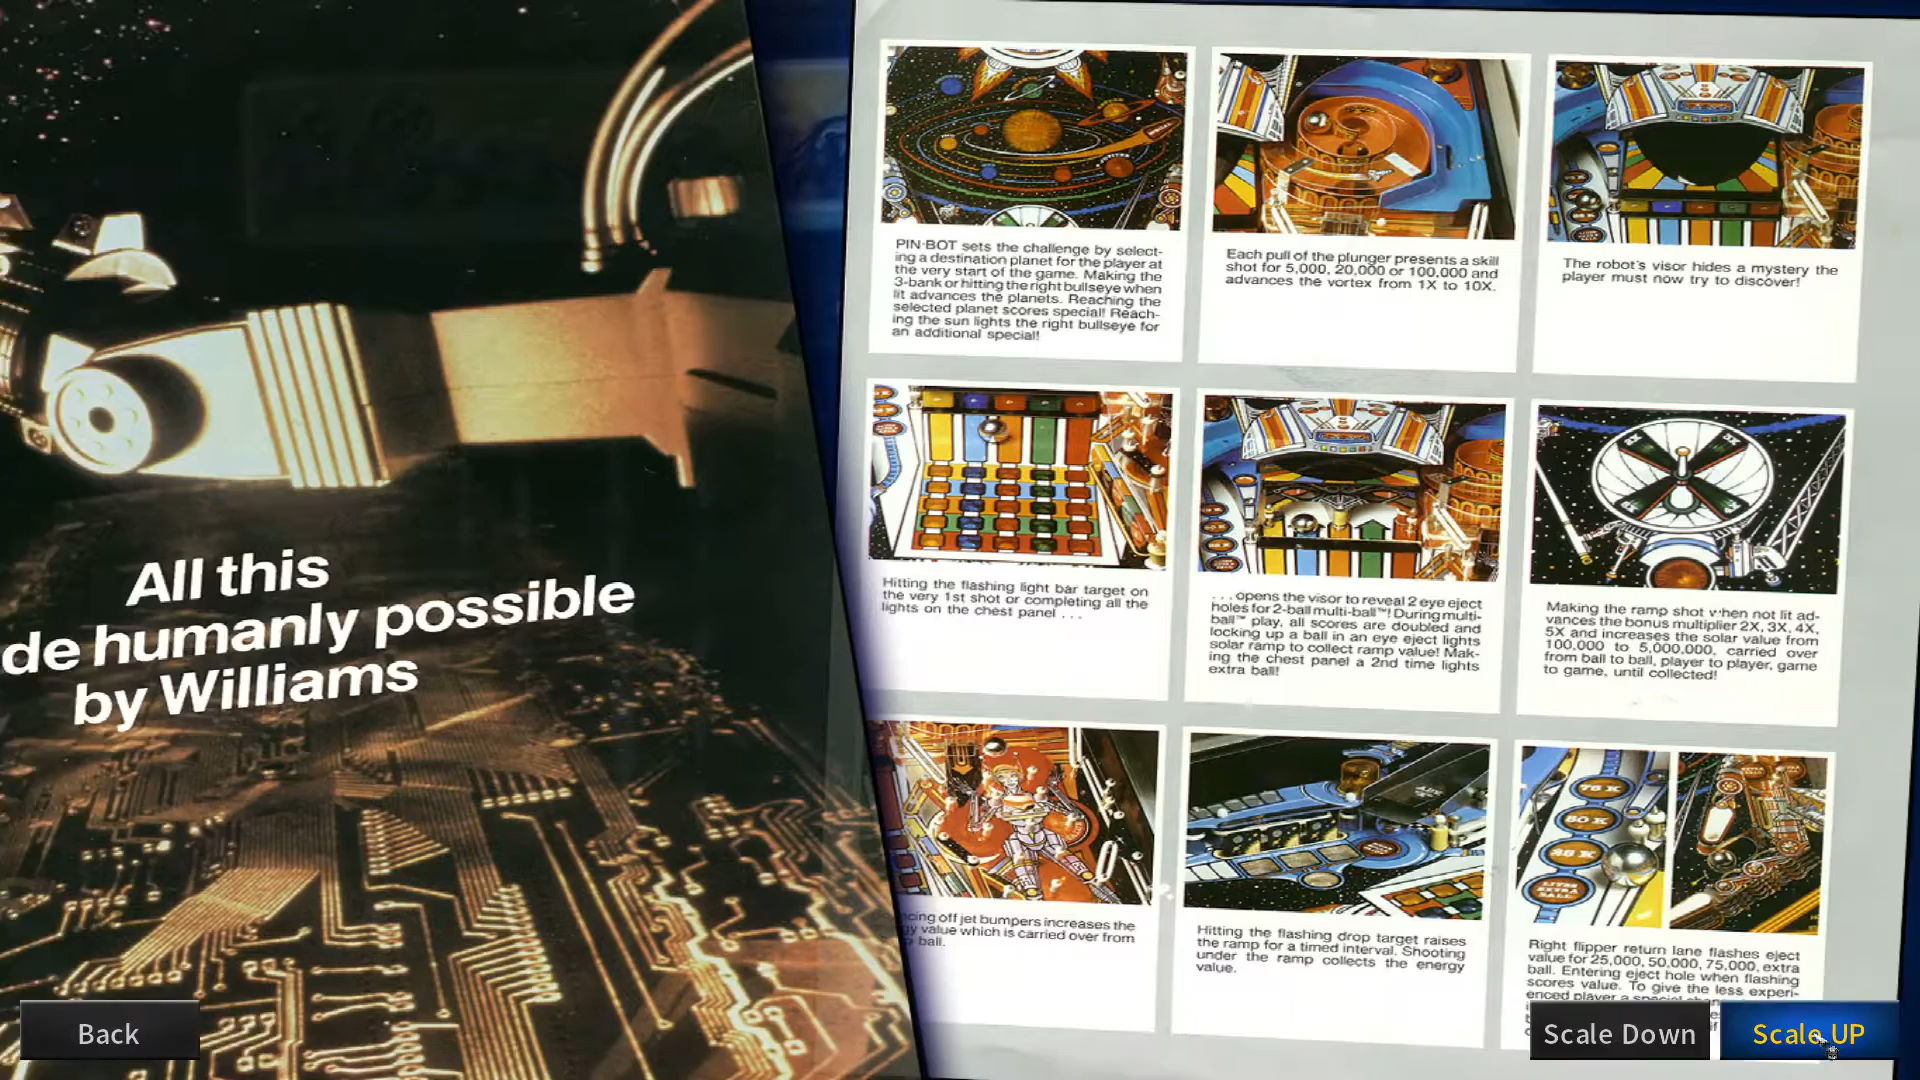 All this
de humanly possible
by Williams
PIN·BOT sets the challenge by select-
ing a destination planet for the player at
the very start of the game. Making the
3-bank or hitting the right bullseye when
lit advances the planets. Reaching the
selected planet scores special! Reach-
ing the sun lights the right bullseye for
an additional special!
Each pull of the plunger presents a skill
shot for 5,000, 20,000 or 100,000 and
advances the vortex from 1X to 10X.
The robot's visor hides a mystery the
player must now try to discover!
Hitting the flashing light bar target on
the very 1st shot or completing all the
lights on the chest panel . . .
. . . opens the visor to reveal 2 eye eject
holes for 2-ball multi-ball™! During multi-
ball™ play, all scores are doubled and
locking up a ball in an eye eject lights
solar ramp to collect ramp value! Mak-
ing the chest panel a 2nd time lights
extra ball!
Making the ramp shot when not lit ad-
vances the bonus multiplier 2X, 3X, 4X,
5X and increases the solar value from
100,000 to 5,000,000, carried over
from ball to ball, player to player, game
to game, until collected!
cing off jet bumpers increases the
gy value which is carried over from
ball.
Hitting the flashing drop target raises
the ramp for a timed interval. Shooting
under the ramp collects the energy
value.
75 K
Right flipper return lane flashes eject
value for 25,000, 50,000, 75,000, extra
ball. Entering eject hole when flashing
scores value. To give the less experi-
enced player a special
Back
Scale Down
Scale UP